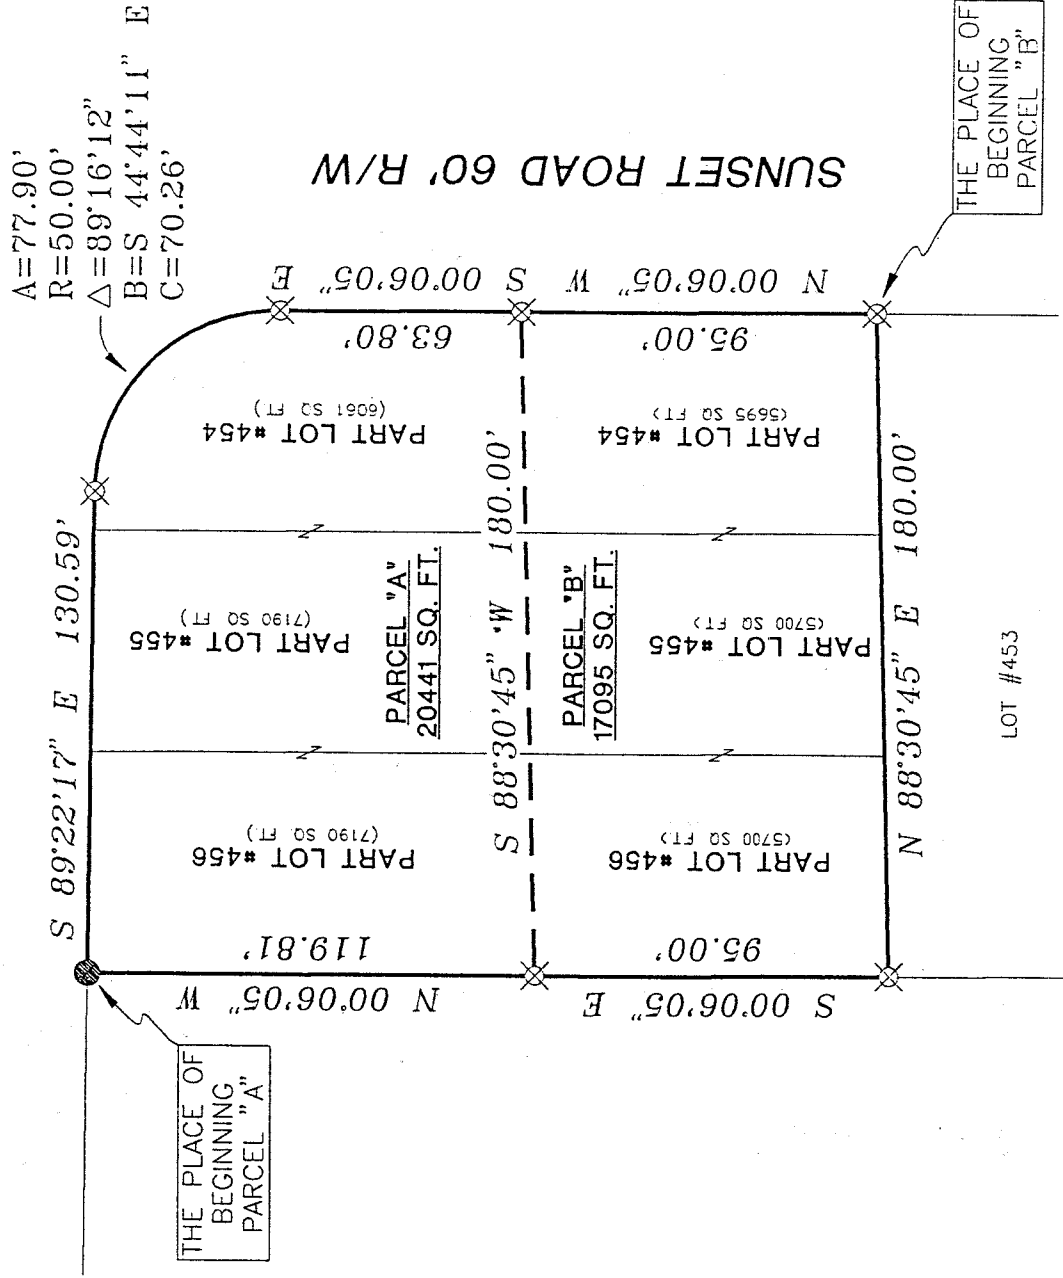 A=77.90'
R=50.00'
△=89°16'12"
B=S 44°44'11" E
C=70.26'
S 89°22'17" E 130.59'
SUNSET ROAD 60' R/W
THE PLACE OF
BEGINNING
PARCEL "A"
N 00°06'05" W
119.81'
PART LOT #456
(7190 SQ. FT.)
PART LOT #455
(7190 SQ FT)
PART LOT #454
(6061 SQ FT.)
63.80'
S 00°06'05" E
PARCEL "A"
20441 SQ. FT.
S 88°30'45" W 180.00'
PARCEL "B"
17095 SQ. FT.
S 00°06'05" E
95.00'
PART LOT #456
(5700 SQ FT.)
PART LOT #455
(5700 SQ FT)
PART LOT #454
(5695 SQ FT)
95.00'
N 00°06'05" W
N 88°30'45" E 180.00'
THE PLACE OF
BEGINNING
PARCEL "B"
LOT #453